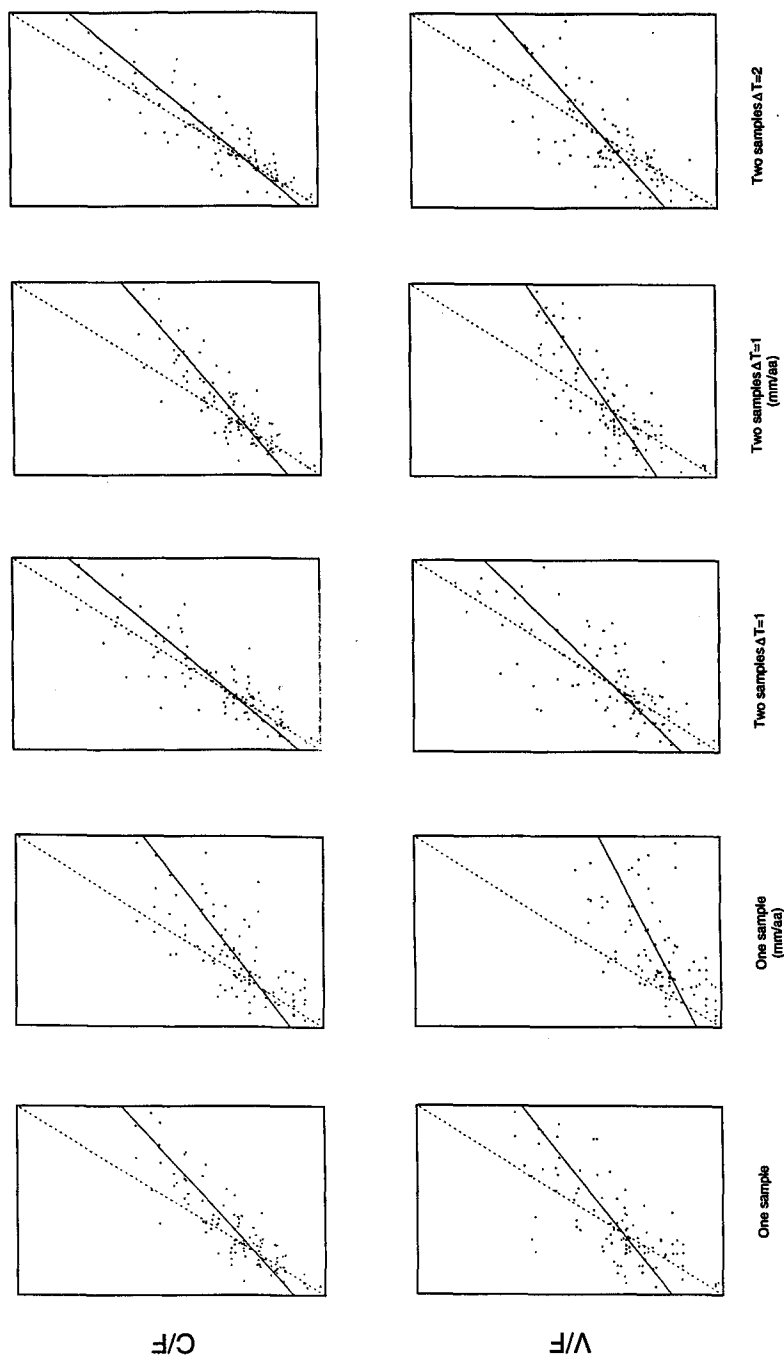 C/F
V/F
One sample
One sample
(mm/aa)
Two samples ΔT=1
Two samples ΔT=1
(mm/aa)
Two samples ΔT=2